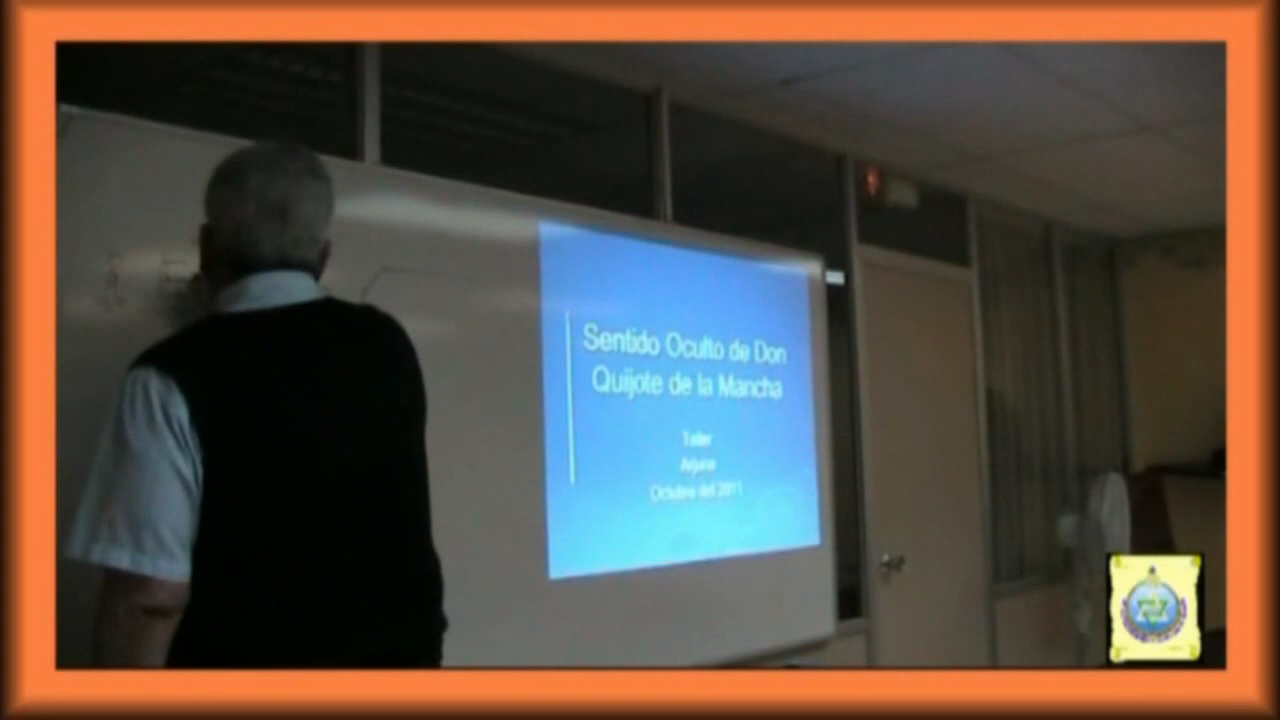 Sentido Oculto de Don
Quijote de la Mancha
Taller
Arjuna
Octubre del 2011